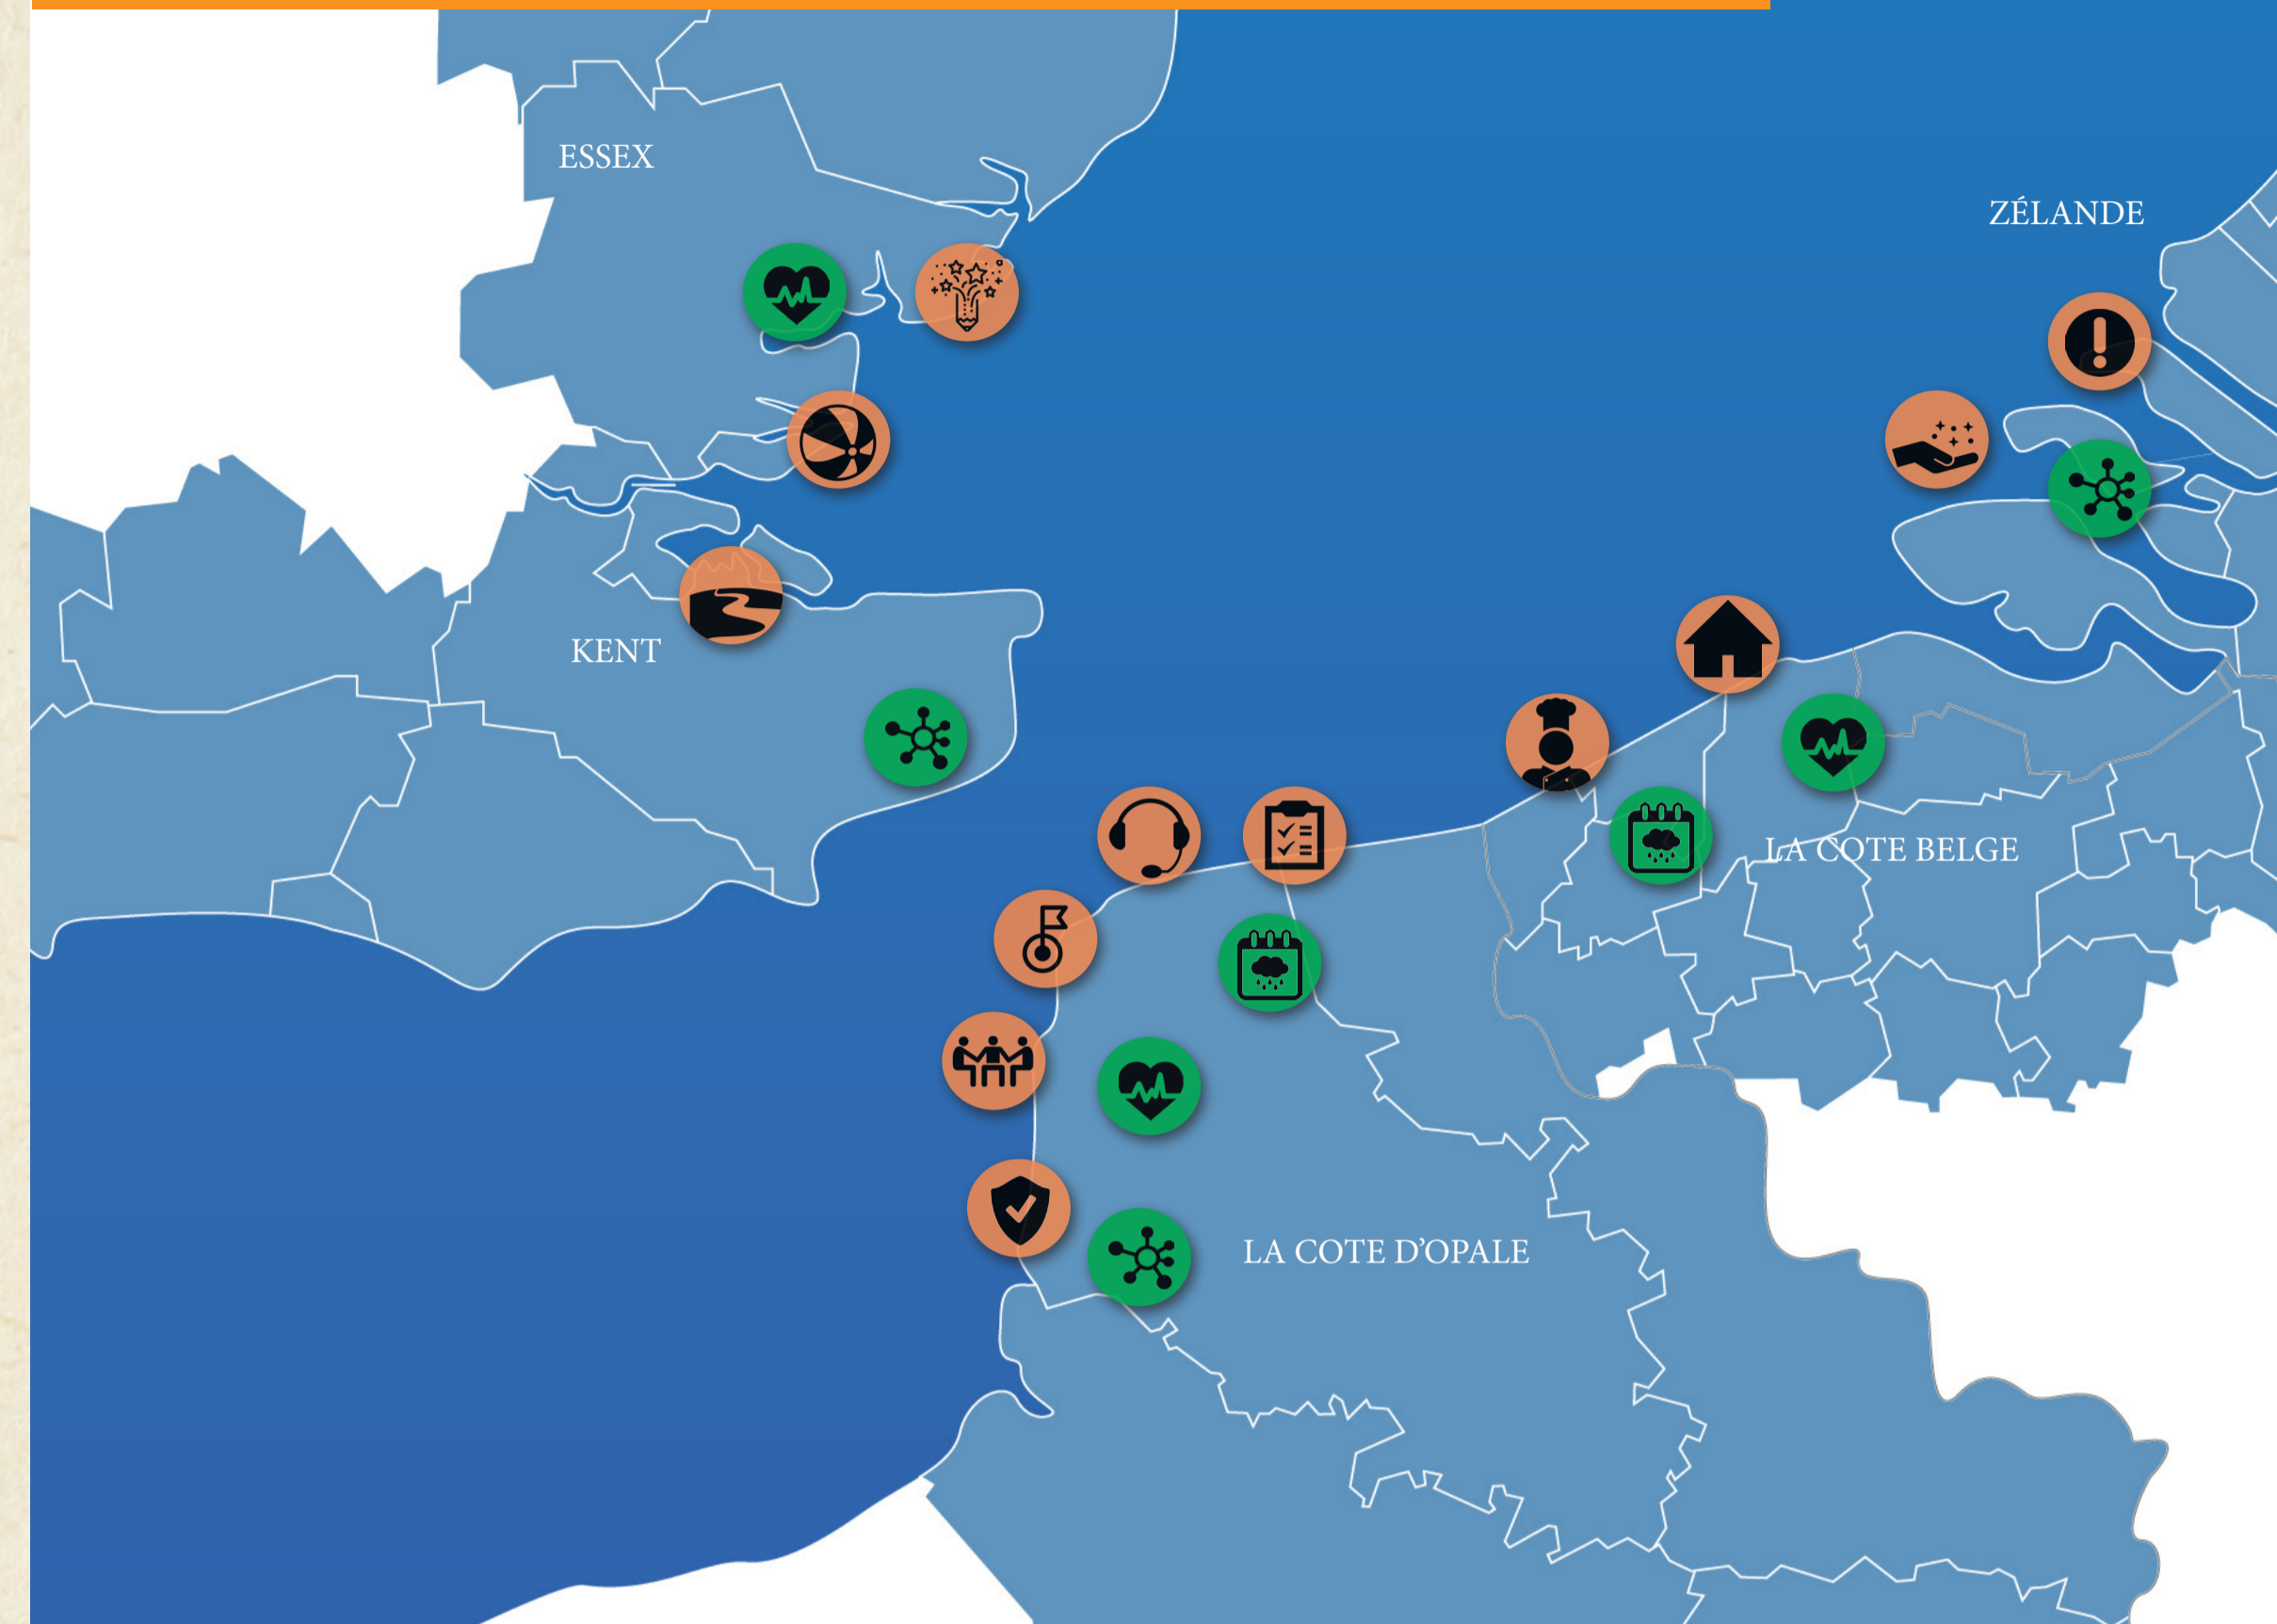 ESSEX
ZÉLANDE
KENT
LA COTE BELGE
LA COTE D'OPALE